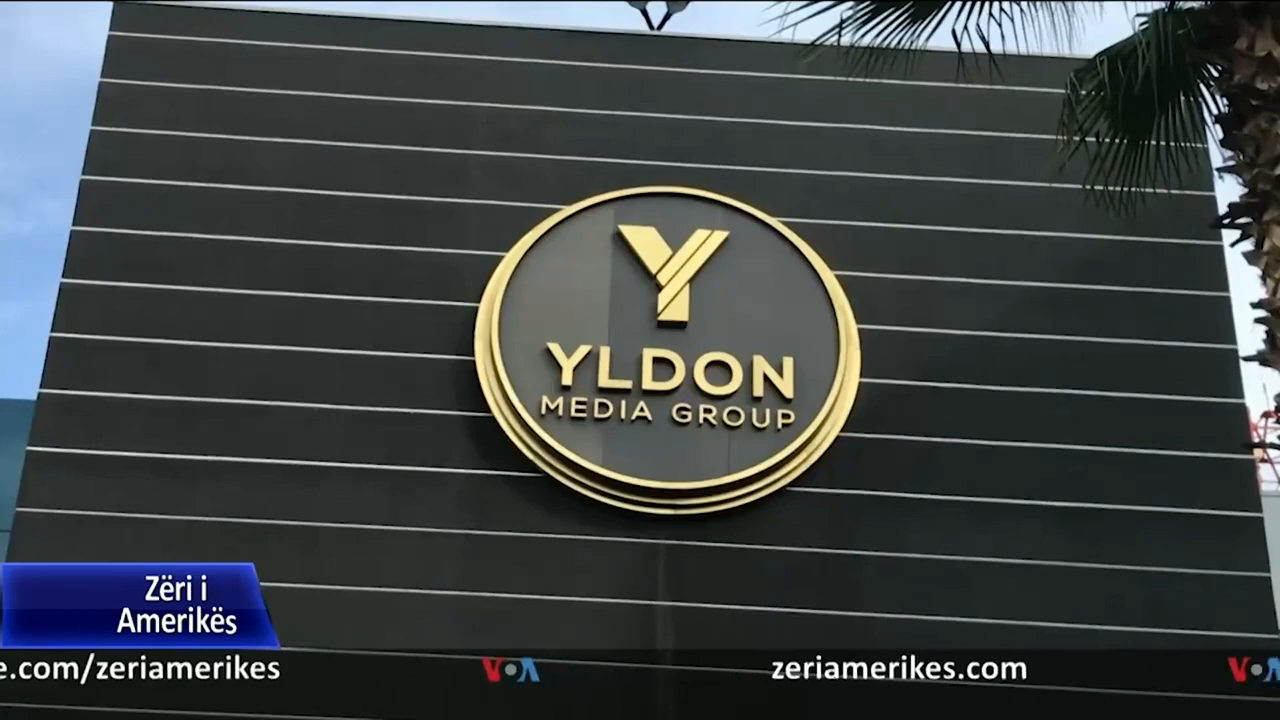 Y
YLDON
MEDIA GROUP
Zëri i
Amerikës
e.com/zeriamerikes
VOA
zeriamerikes.com
VOA